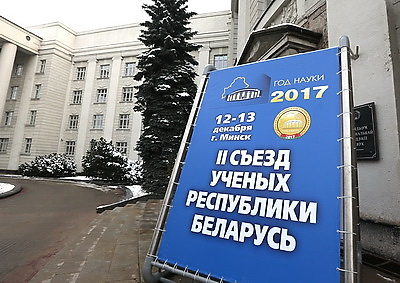 ГОД НАУКИ
2017
12-13
декабря
г. Минск
II СЪЕЗД
УЧЕНЫХ
РЕСПУБЛИКИ
БЕЛАРУСЬ